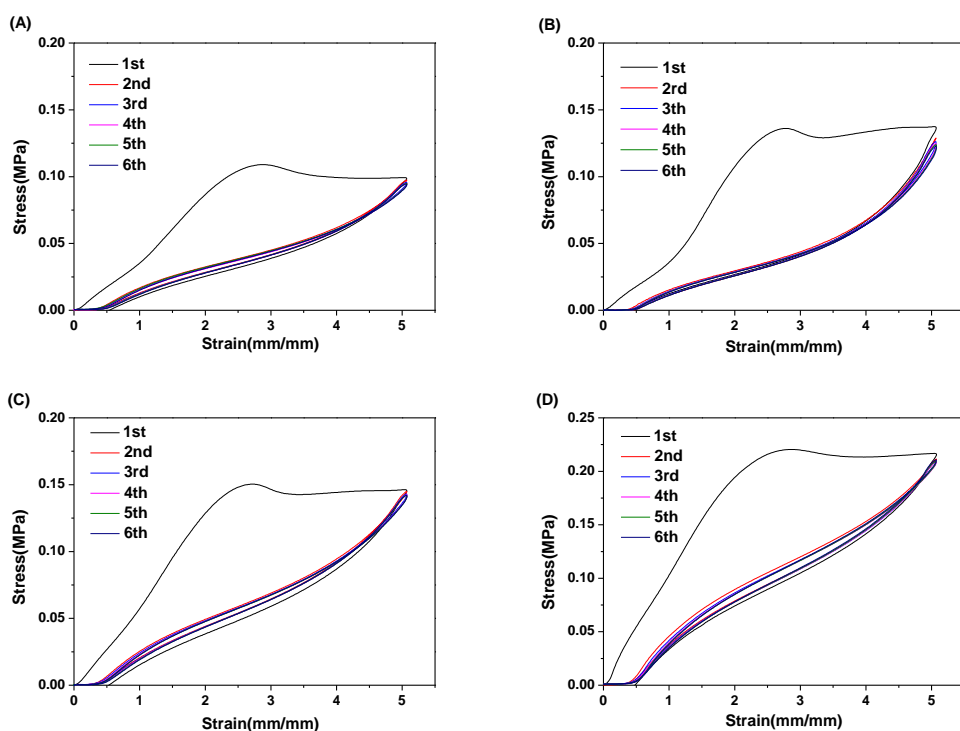 (A)
0.20
0.15
0.10
0.05
0.00
Stress(MPa)
1st
2nd
3rd
4th
5th
6th
0 1 2 3 4 5
Strain(mm/mm)
(B)
0.20
0.15
0.10
0.05
0.00
Stress(MPa)
1st
2rd
3th
4th
5th
6th
0 1 2 3 4 5
Strain(mm/mm)
(C)
0.20
0.15
0.10
0.05
0.00
Stress(MPa)
1st
2nd
3rd
4th
5th
6th
0 1 2 3 4 5
Strain(mm/mm)
(D)
0.25
0.20
0.15
0.10
0.05
0.00
Stress(MPa)
1st
2nd
3rd
4th
5th
6th
0 1 2 3 4 5
Strain(mm/mm)